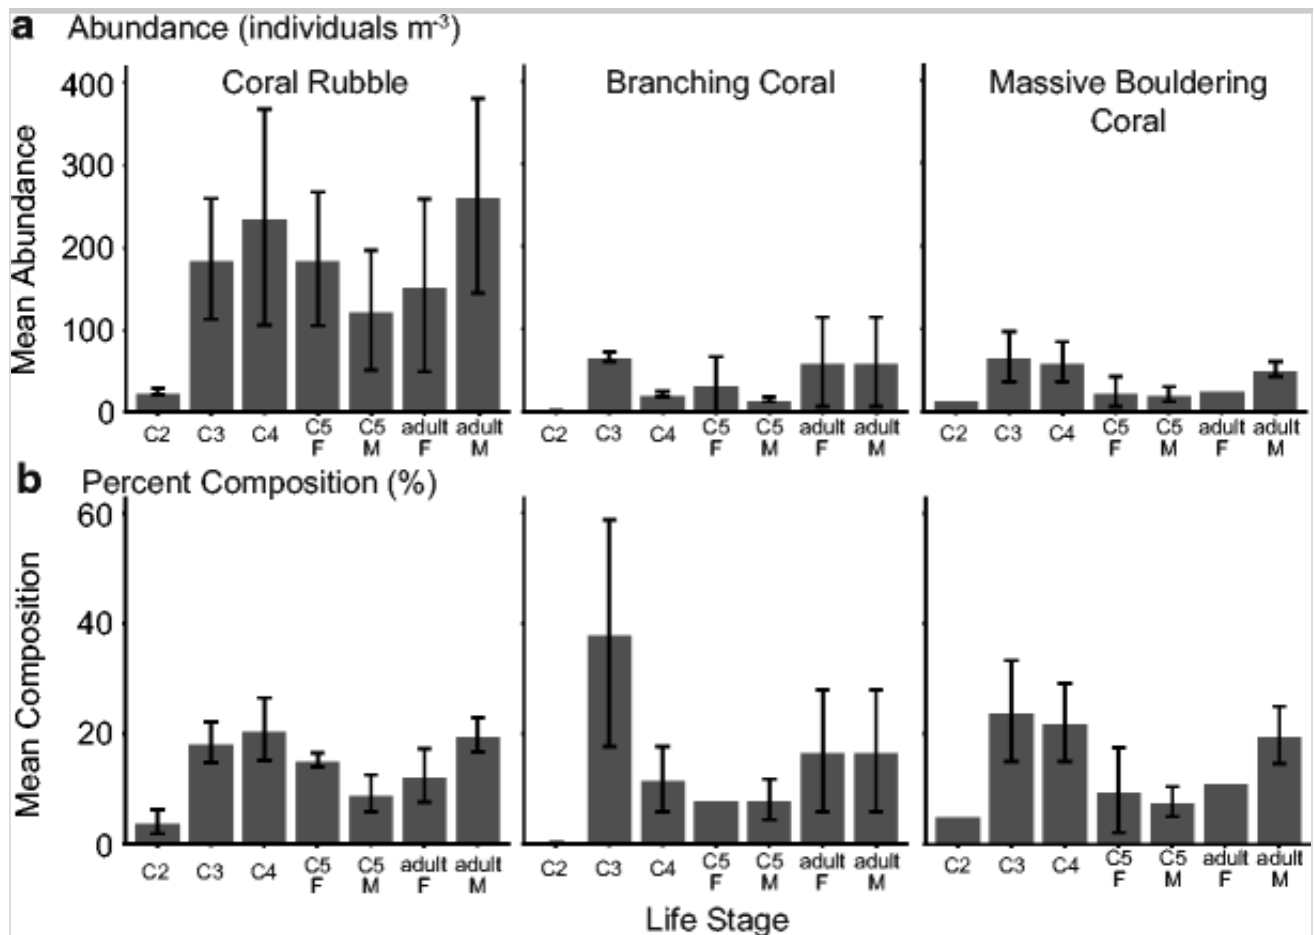 a Abundance (individuals m⁻³)
Coral Rubble
Branching Coral
Massive Bouldering
Coral
Mean Abundance
400
300
200
100
0
C2 C3 C4 C5 F C5 M adult F adult M
C2 C3 C4 C5 F C5 M adult F adult M
C2 C3 C4 C5 F C5 M adult F adult M
b Percent Composition (%)
Mean Composition
60
40
20
0
C2 C3 C4 C5 F C5 M adult F adult M
C2 C3 C4 C5 F C5 M adult F adult M
C2 C3 C4 C5 F C5 M adult F adult M
Life Stage